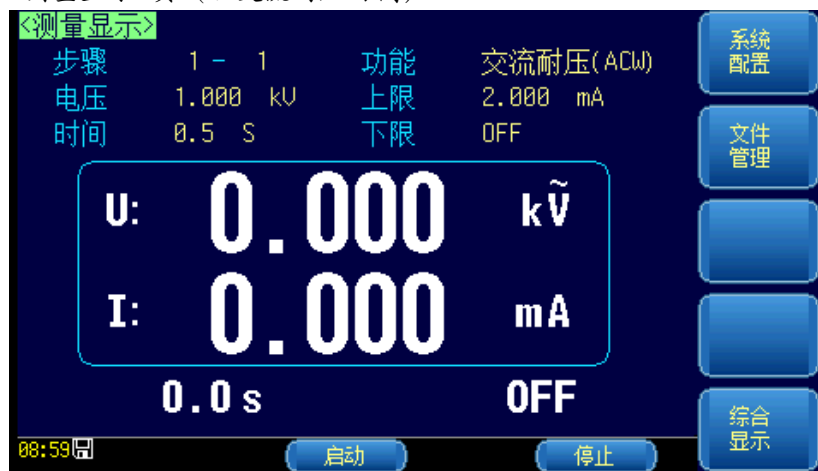 <测量显示>
步骤 1 - 1 功能 交流耐压(ACW)
电压 1.000 kV 上限 2.000 mA
时间 0.5 S 下限 OFF
U: 0.000 kṼ
I: 0.000 mA
0.0s OFF
08:59 启动 停止
系统
配置
文件
管理
综合
显示